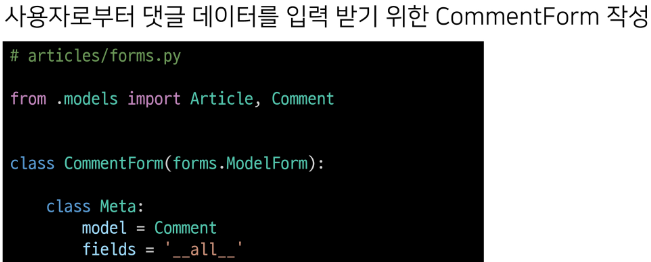 사용자로부터 댓글 데이터를 입력 받기 위한 CommentForm 작성
# articles/forms.py
from .models import Article, Comment
class CommentForm(forms.ModelForm):
class Meta:
model = Comment
fields = '__all__'